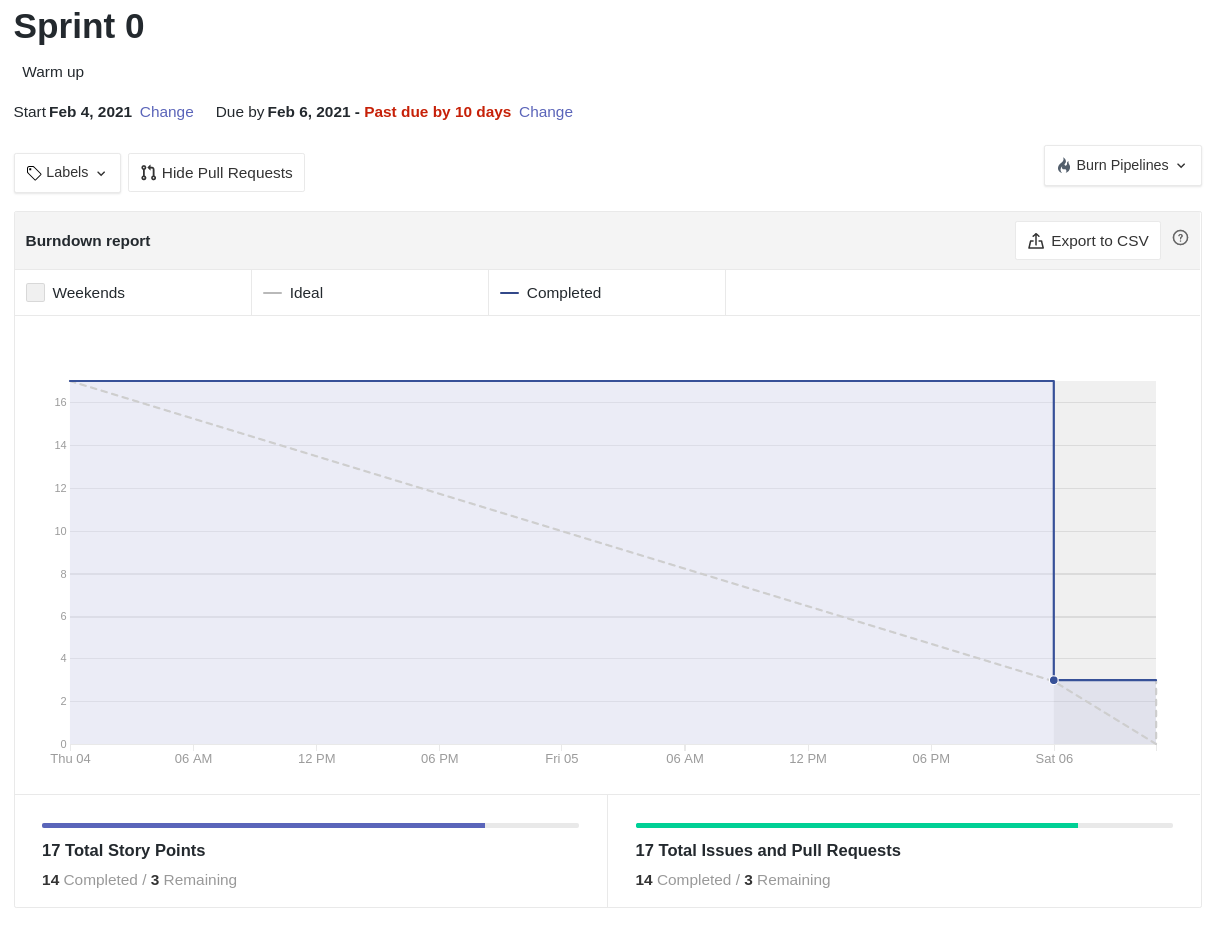 Sprint 0
Warm up
Start Feb 4, 2021 Change Due by Feb 6, 2021 - Past due by 10 days Change
Labels Hide Pull Requests Burn Pipelines
Burndown report Export to CSV ?
Weekends Ideal Completed
16
14
12
10
8
6
4
2
0
Thu 04 06 AM 12 PM 06 PM Fri 05 06 AM 12 PM 06 PM Sat 06
17 Total Story Points
14 Completed / 3 Remaining
17 Total Issues and Pull Requests
14 Completed / 3 Remaining